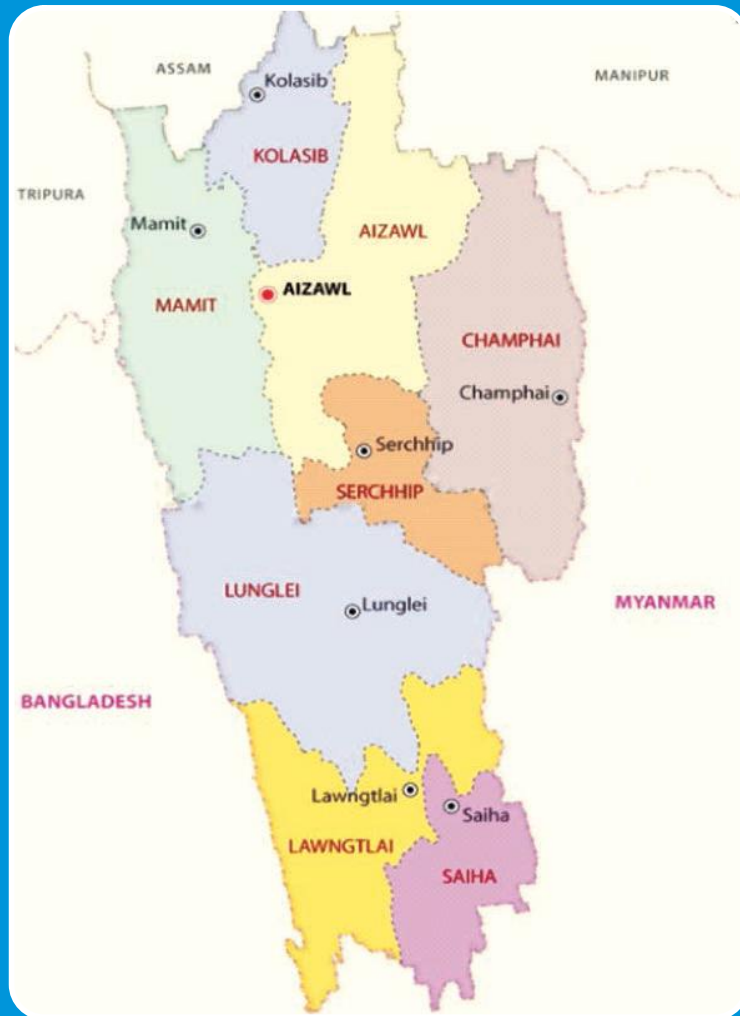 ASSAM
MANIPUR
Kolasib
KOLASIB
TRIPURA
Mamit
AIZAWL
AIZAWL
MAMIT
CHAMPHAI
Champhai
Serchhip
SERCHHIP
LUNGLEI
Lunglei
MYANMAR
BANGLADESH
Lawngtlai
Saiha
LAWNGTLAI
SAIHA